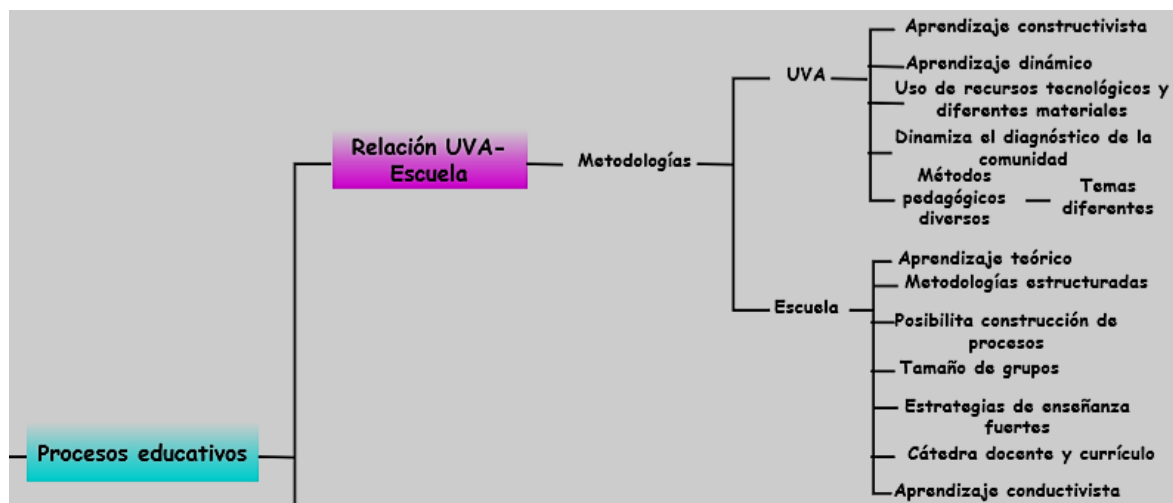 Procesos educativos
Relación UVA-
Escuela
Metodologías
UVA
Aprendizaje constructivista
Aprendizaje dinámico
Uso de recursos tecnológicos y
diferentes materiales
Dinamiza el diagnóstico de la
comunidad
Métodos
pedagógicos
diversos
Temas
diferentes
Escuela
Aprendizaje teórico
Metodologías estructuradas
Posibilita construcción de
procesos
Tamaño de grupos
Estrategias de enseñanza
fuertes
Cátedra docente y currículo
Aprendizaje conductivista